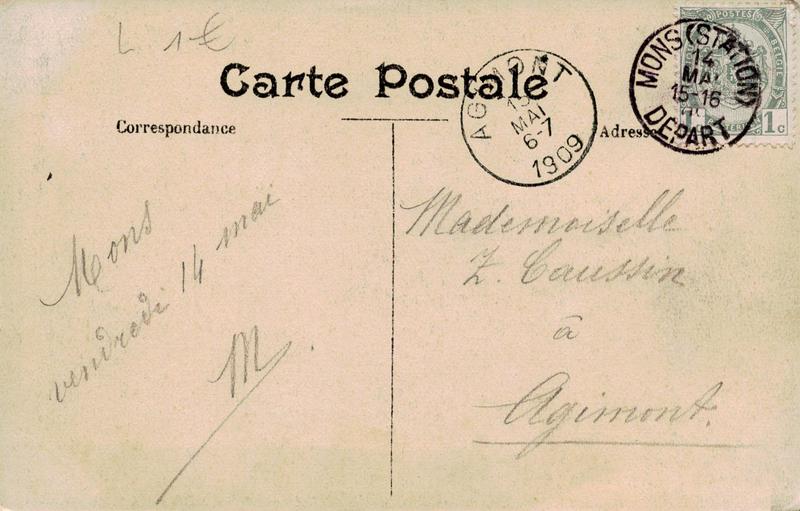 L 1€
Carte Postale
Correspondance
Adresse
AGIMONT
15
MAI
6-7
1909
MONS (STATION)
14
MAI
15-16
DEPART
POSTES
1c
Mons
vendredi 14 mai
M.
Mademoiselle
Z. Caussin
à
Agimont.